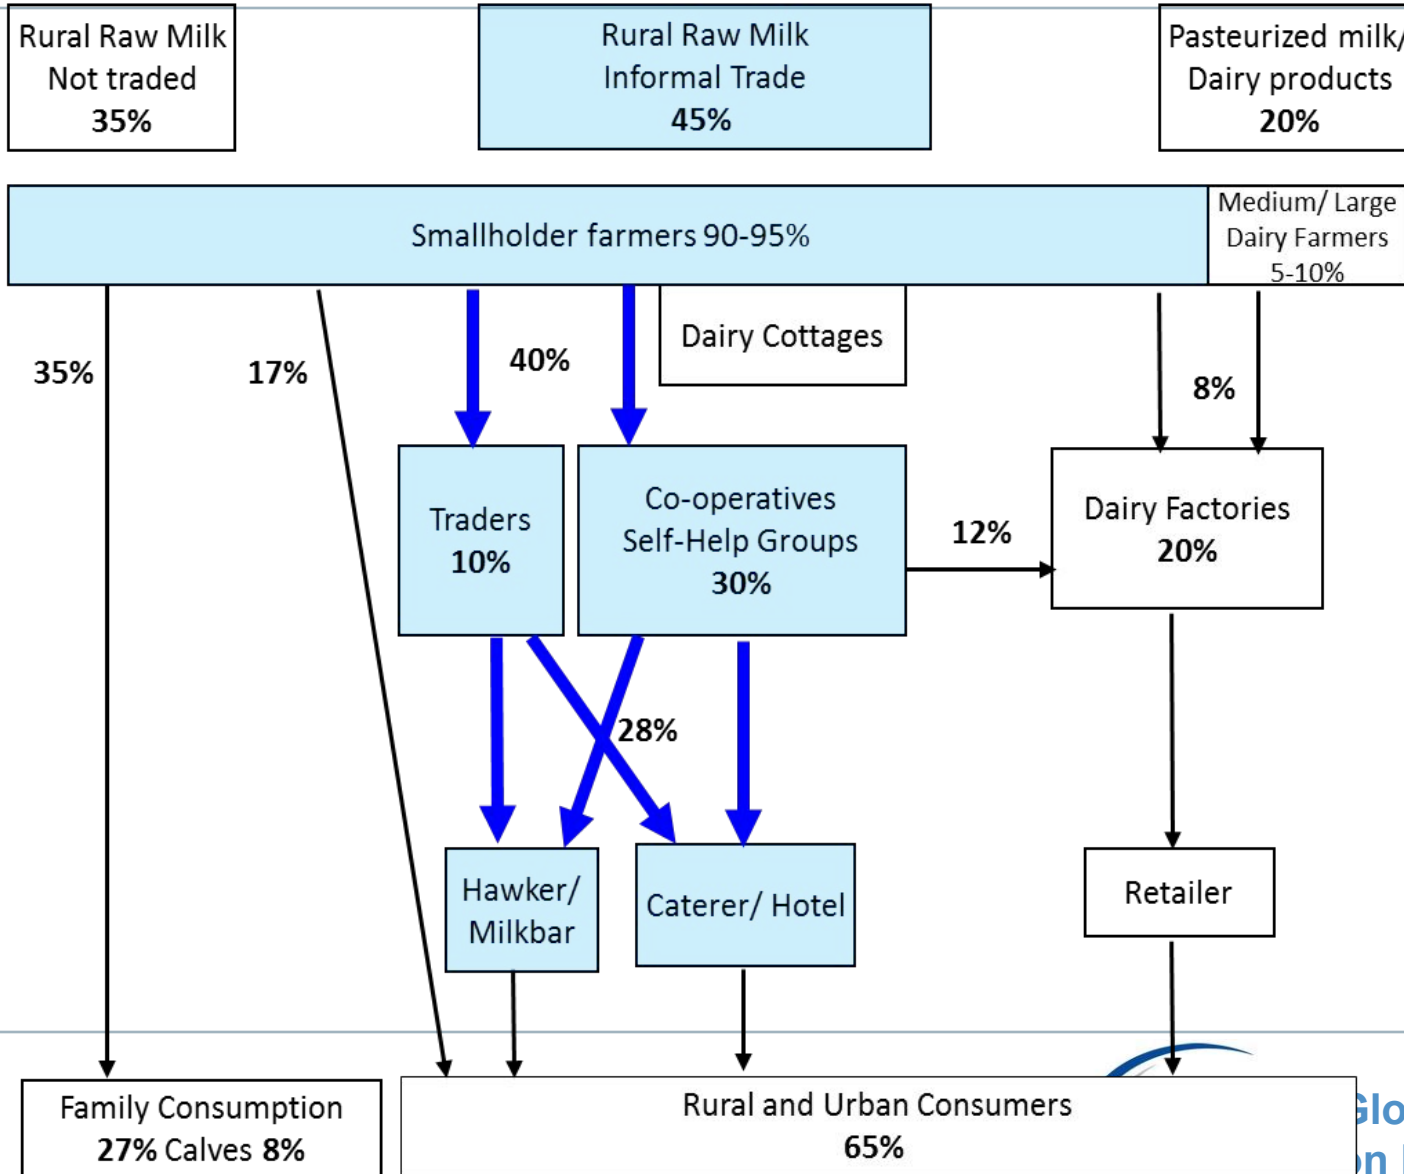 Rural Raw Milk
Not traded
35%
Rural Raw Milk
Informal Trade
45%
Pasteurized milk/
Dairy products
20%
Smallholder farmers 90-95%
Medium/ Large
Dairy Farmers
5-10%
35%
17%
40%
Dairy Cottages
8%
Traders
10%
Co-operatives
Self-Help Groups
30%
12%
Dairy Factories
20%
28%
Hawker/
Milkbar
Caterer/ Hotel
Retailer
Family Consumption
27% Calves 8%
Rural and Urban Consumers
65%